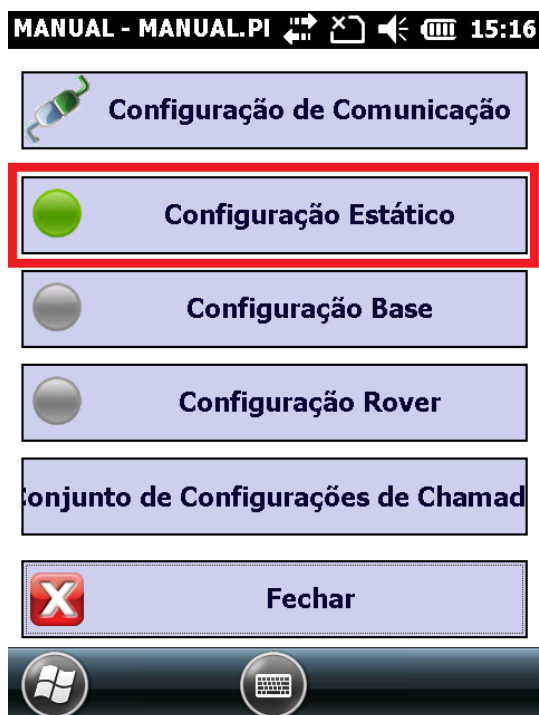 MANUAL - MANUAL.PI 15:16
Configuração de Comunicação
Configuração Estático
Configuração Base
Configuração Rover
onjunto de Configurações de Chamad
Fechar